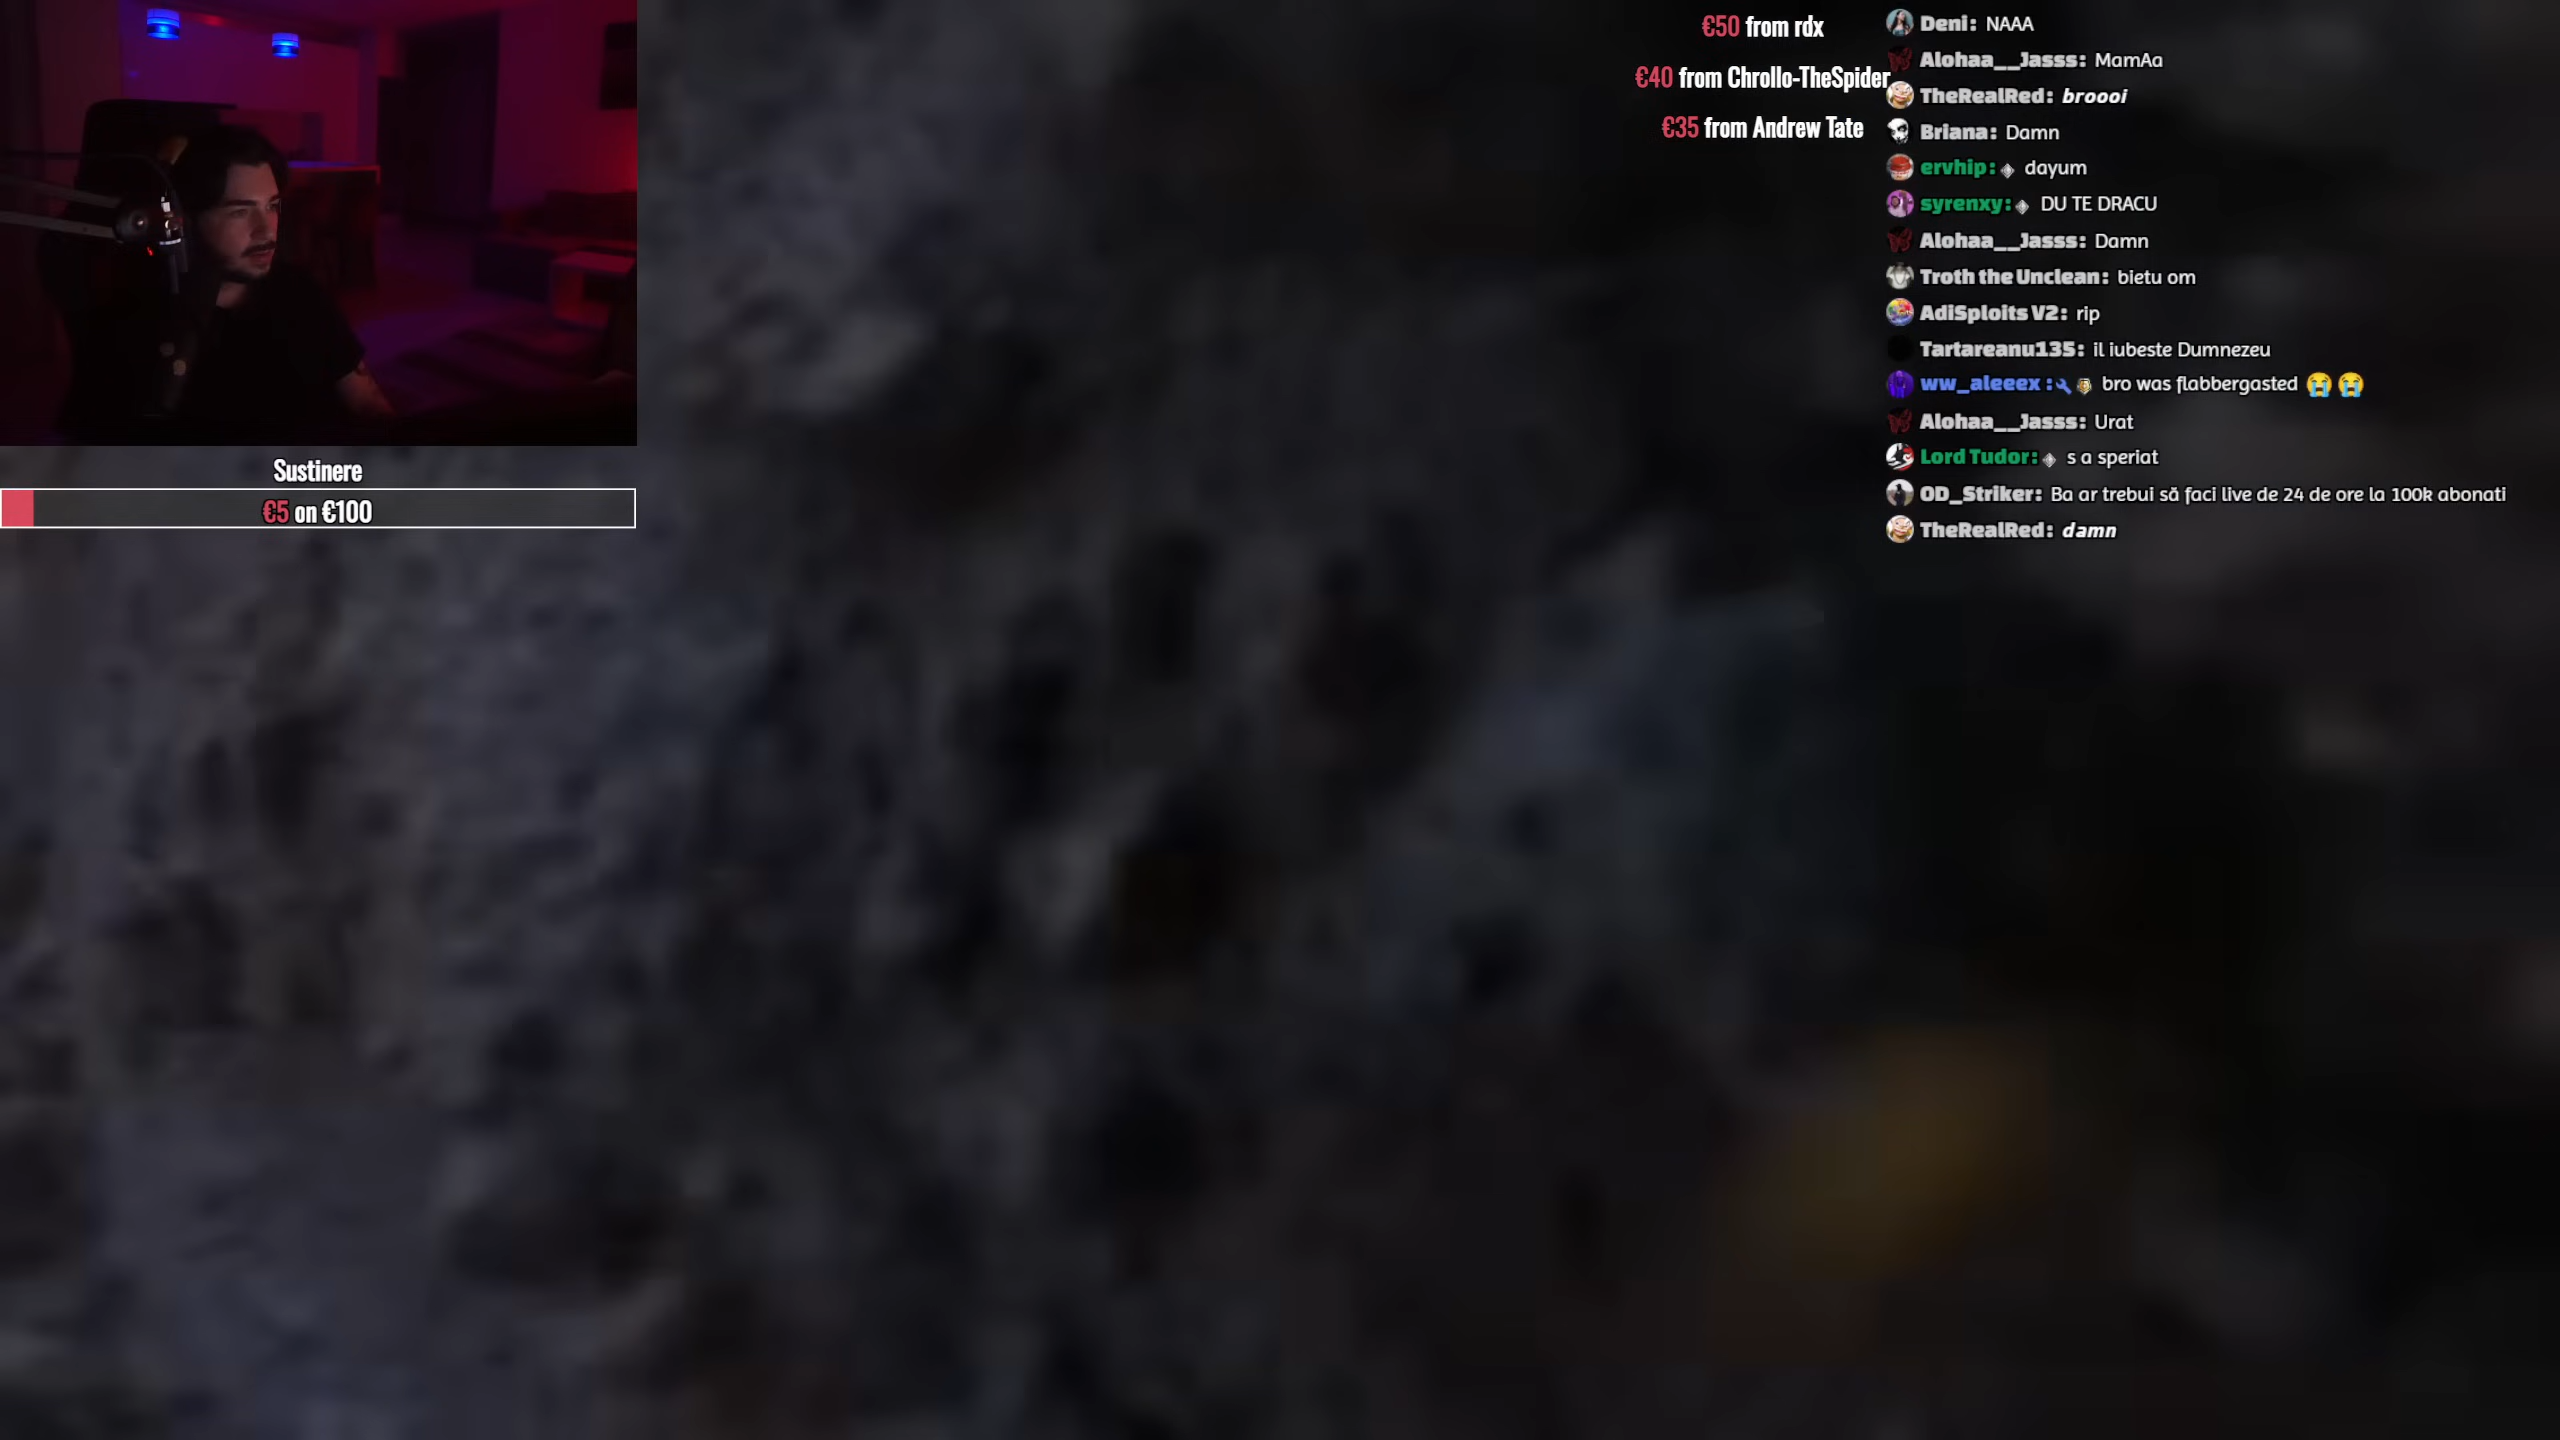 €50 from rdx
€40 from Chrollo-TheSpider
€35 from Andrew Tate
Sustinere
€5 on €100
Deni: NAAA
Alohaa__Jasss: MamAa
TheRealRed: broooi
Briana: Damn
ervhip: dayum
syrenxy: DU TE DRACU
Alohaa__Jasss: Damn
Troth the Unclean: bietu om
AdiSploits V2: rip
Tartareanu135: il iubeste Dumnezeu
ww_aleeex : bro was flabbergasted 😭 😭
Alohaa__Jasss: Urat
Lord Tudor: s a speriat
OD_Striker: Ba ar trebui să faci live de 24 de ore la 100k abonati
TheRealRed: damn